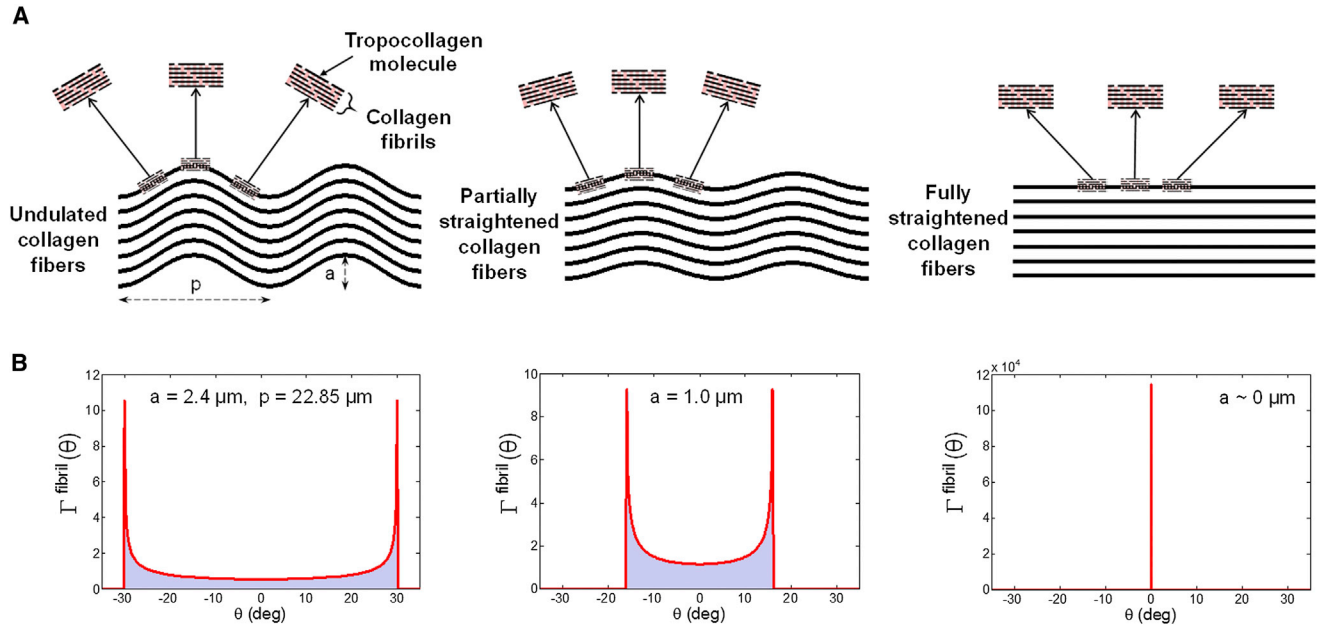 A
Tropocollagen
molecule
Collagen
fibrils
Undulated
collagen
fibers
p
a
Partially
straightened
collagen
fibers
Fully
straightened
collagen
fibers
B
a = 2.4 µm, p = 22.85 µm
Γ fibril (θ)
12
10
8
6
4
2
0
-30 -20 -10 0 10 20 30
θ (deg)
a = 1.0 µm
Γ fibril (θ)
10
8
6
4
2
0
-30 -20 -10 0 10 20 30
θ (deg)
x 10⁴
a ~ 0 µm
Γ fibril (θ)
12
10
8
6
4
2
0
-30 -20 -10 0 10 20 30
θ (deg)